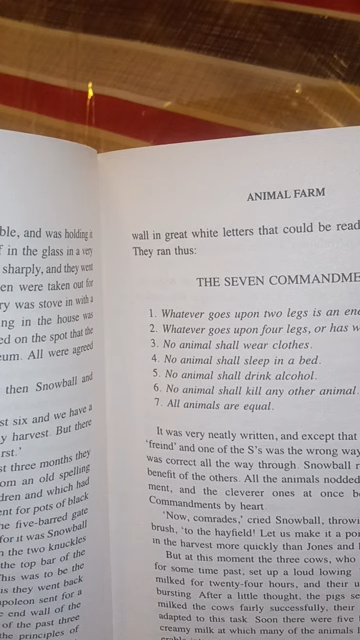 ble, and was holding a
f in the glass in a very
sharply, and they went
en were taken out for
ry was stove in with a
ing in the house was
ed on the spot that the
eum. All were agreed
then Snowball and
st six and we have a
y harvest. But there
rst.'
st three months they
om an old spelling
dren and which had
ent for pots of black
he five-barred gate
for it was Snowball
n the two knuckles
the top bar of the
This was to be the
s they went back
apoleon sent for a
e end wall of the
of the past three
the principles of
ANIMAL FARM
wall in great white letters that could be read
They ran thus:
THE SEVEN COMMANDME
1. Whatever goes upon two legs is an ene
2. Whatever goes upon four legs, or has w
3. No animal shall wear clothes.
4. No animal shall sleep in a bed.
5. No animal shall drink alcohol.
6. No animal shall kill any other animal.
7. All animals are equal.
It was very neatly written, and except that
'freind' and one of the S's was the wrong way
was correct all the way through. Snowball r
benefit of the others. All the animals nodded
ment, and the cleverer ones at once b
Commandments by heart
'Now, comrades,' cried Snowball, throw
brush, 'to the hayfield! Let us make it a poi
in the harvest more quickly than Jones and
But at this moment the three cows, who
for some time past, set up a loud lowing
milked for twenty-four hours, and their u
bursting After a little thought, the pigs se
milked the cows fairly successfully, their
adapted to this task Soon there were five
creamy milk at which many of the animals